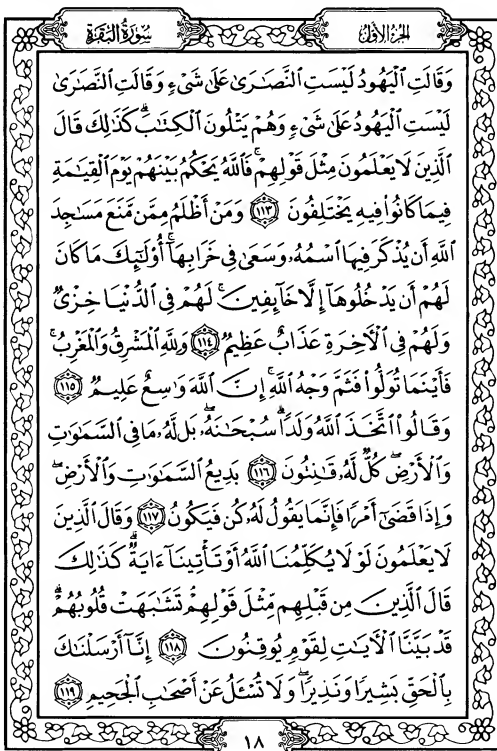 الجزء الأول
سورة البقرة
وَقَالَتِ ٱلْيَهُودُ لَيْسَتِ ٱلنَّصَٰرَىٰ عَلَىٰ شَىْءٍ وَقَالَتِ ٱلنَّصَٰرَىٰ
لَيْسَتِ ٱلْيَهُودُ عَلَىٰ شَىْءٍ وَهُمْ يَتْلُونَ ٱلْكِتَٰبَ ۗ كَذَٰلِكَ قَالَ
ٱلَّذِينَ لَا يَعْلَمُونَ مِثْلَ قَوْلِهِمْ ۚ فَٱللَّهُ يَحْكُمُ بَيْنَهُمْ يَوْمَ ٱلْقِيَٰمَةِ
فِيمَا كَانُوا۟ فِيهِ يَخْتَلِفُونَ ١١٣ وَمَنْ أَظْلَمُ مِمَّن مَّنَعَ مَسَٰجِدَ
ٱللَّهِ أَن يُذْكَرَ فِيهَا ٱسْمُهُۥ وَسَعَىٰ فِى خَرَابِهَآ ۚ أُو۟لَٰٓئِكَ مَا كَانَ
لَهُمْ أَن يَدْخُلُوهَآ إِلَّا خَآئِفِينَ ۚ لَهُمْ فِى ٱلدُّنْيَا خِزْىٌ
وَلَهُمْ فِى ٱلْءَاخِرَةِ عَذَابٌ عَظِيمٌ ١١٤ وَلِلَّهِ ٱلْمَشْرِقُ وَٱلْمَغْرِبُ ۚ
فَأَيْنَمَا تُوَلُّوا۟ فَثَمَّ وَجْهُ ٱللَّهِ ۚ إِنَّ ٱللَّهَ وَٰسِعٌ عَلِيمٌ ١١٥
وَقَالُوا۟ ٱتَّخَذَ ٱللَّهُ وَلَدًا ۗ سُبْحَٰنَهُۥ ۖ بَل لَّهُۥ مَا فِى ٱلسَّمَٰوَٰتِ
وَٱلْأَرْضِ ۖ كُلٌّ لَّهُۥ قَٰنِتُونَ ١١٦ بَدِيعُ ٱلسَّمَٰوَٰتِ وَٱلْأَرْضِ ۖ
وَإِذَا قَضَىٰٓ أَمْرًا فَإِنَّمَا يَقُولُ لَهُۥ كُن فَيَكُونُ ١١٧ وَقَالَ ٱلَّذِينَ
لَا يَعْلَمُونَ لَوْلَا يُكَلِّمُنَا ٱللَّهُ أَوْ تَأْتِينَآ ءَايَةٌ ۗ كَذَٰلِكَ
قَالَ ٱلَّذِينَ مِن قَبْلِهِم مِّثْلَ قَوْلِهِمْ ۘ تَشَٰبَهَتْ قُلُوبُهُمْ ۗ
قَدْ بَيَّنَّا ٱلْءَايَٰتِ لِقَوْمٍ يُوقِنُونَ ١١٨ إِنَّآ أَرْسَلْنَٰكَ
بِٱلْحَقِّ بَشِيرًا وَنَذِيرًا ۖ وَلَا تُسْـَٔلُ عَنْ أَصْحَٰبِ ٱلْجَحِيمِ ١١٩
١٨